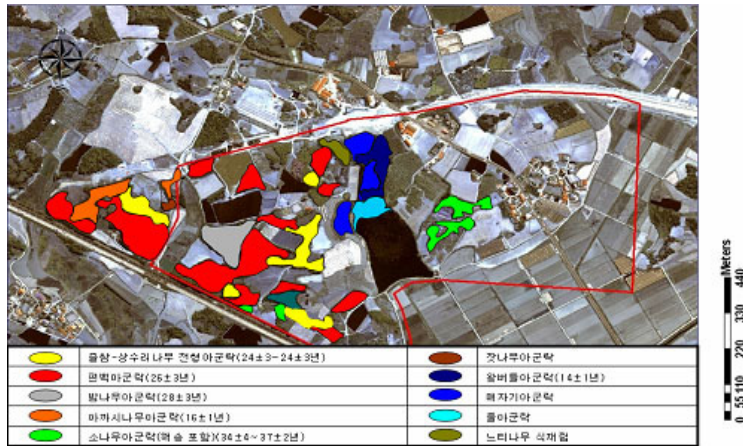 졸참-상수리나무 전형아군락(24±3~24±3년)
편백아군락(26±3년)
밤나무아군락(28±3년)
아까시나무아군락(16±1년)
소나무아군락(해송 포함)(34±4~37±2년)
잣나무아군락
왕버들아군락(14±1년)
매자기아군락
줄아군락
느티나무 식재림
Meters
440
330
220
110
55
0